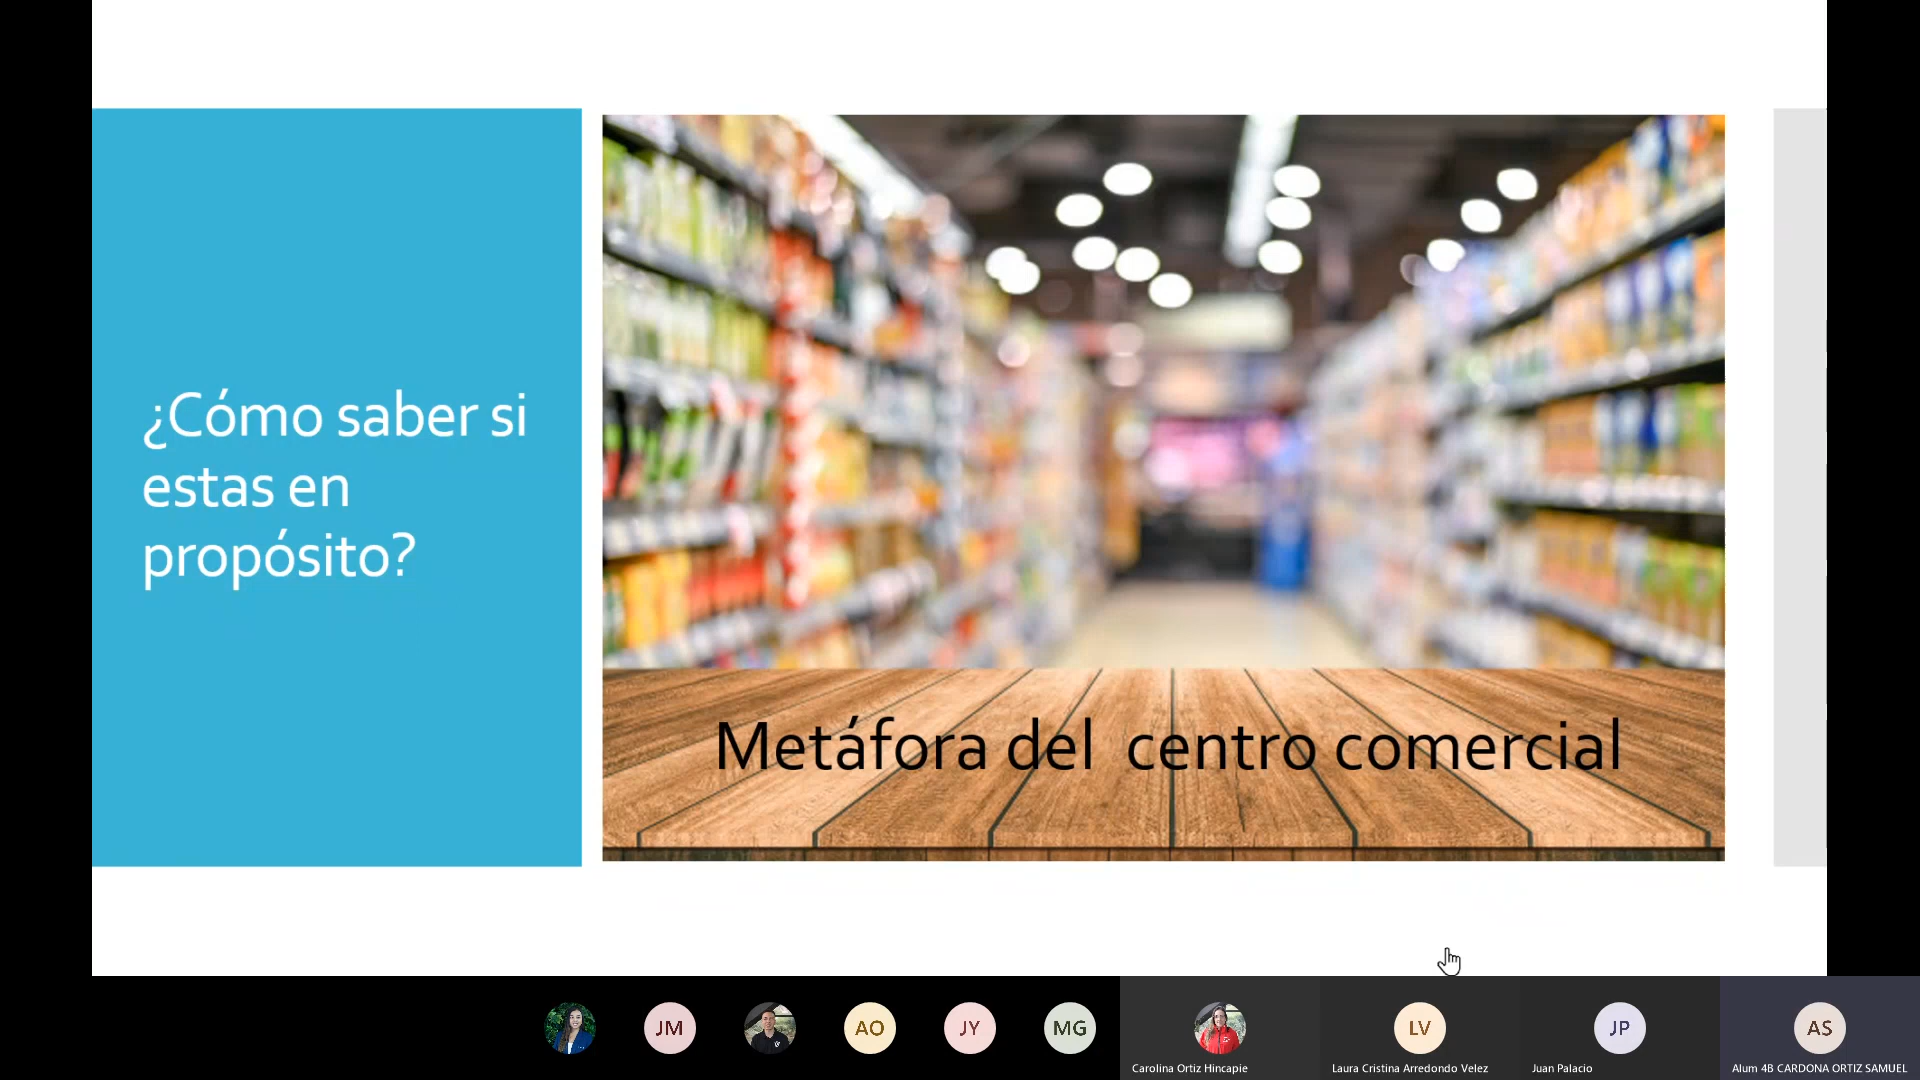 ¿Cómo saber si
estas en
propósito?
Metáfora del  centro comercial
JM
AO
JY
MG
LV
JP
AS
Carolina Ortiz Hincapie
Laura Cristina Arredondo Velez
Juan Palacio
Alum 4B CARDONA ORTIZ SAMUEL